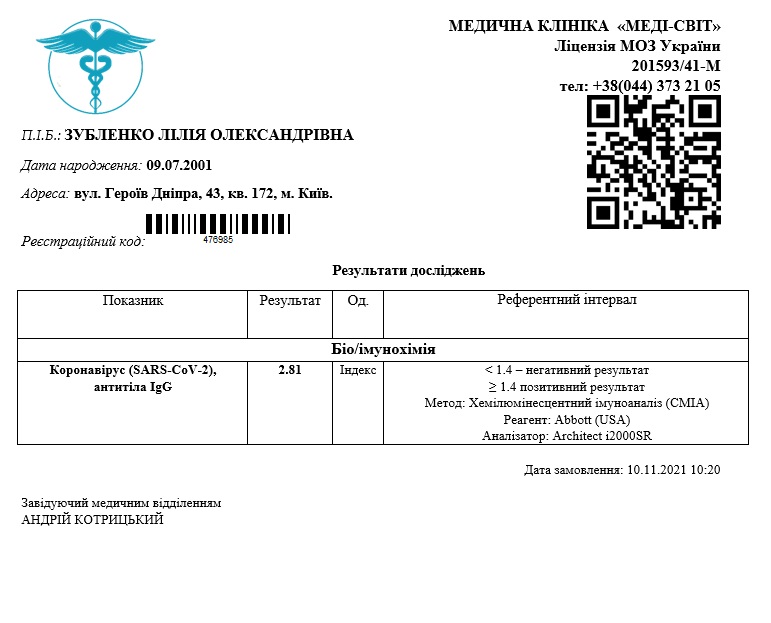 МЕДИЧНА КЛІНІКА «МЕДІ-СВІТ»
Ліцензія МОЗ України
201593/41-М
тел: +38(044) 373 21 05
П.І.Б.: ЗУБЛЕНКО ЛІЛІЯ ОЛЕКСАНДРІВНА
Дата народження: 09.07.2001
Адреса: вул. Героїв Дніпра, 43, кв. 172, м. Київ.
Реєстраційний код:
476985
Результати досліджень
Показник Результат Од. Референтний інтервал
Біо/імунохімія
Коронавірус (SARS-CoV-2), 2.81 Індекс < 1.4 – негативний результат
антитіла IgG ≥ 1.4 позитивний результат
Метод: Хемілюмінесцентний імуноаналіз (CMIA)
Реагент: Abbott (USA)
Аналізатор: Architect i2000SR
Дата замовлення: 10.11.2021 10:20
Завідуючий медичним відділенням
АНДРІЙ КОТРИЦЬКИЙ